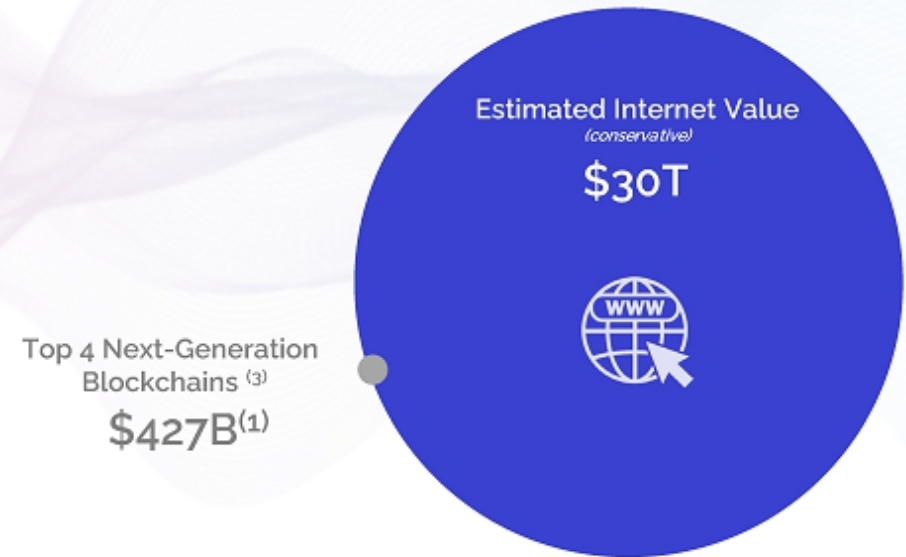 Estimated Internet Value
(conservative)
$30T
WWW
Top 4 Next-Generation
Blockchains (3)
$427B(1)